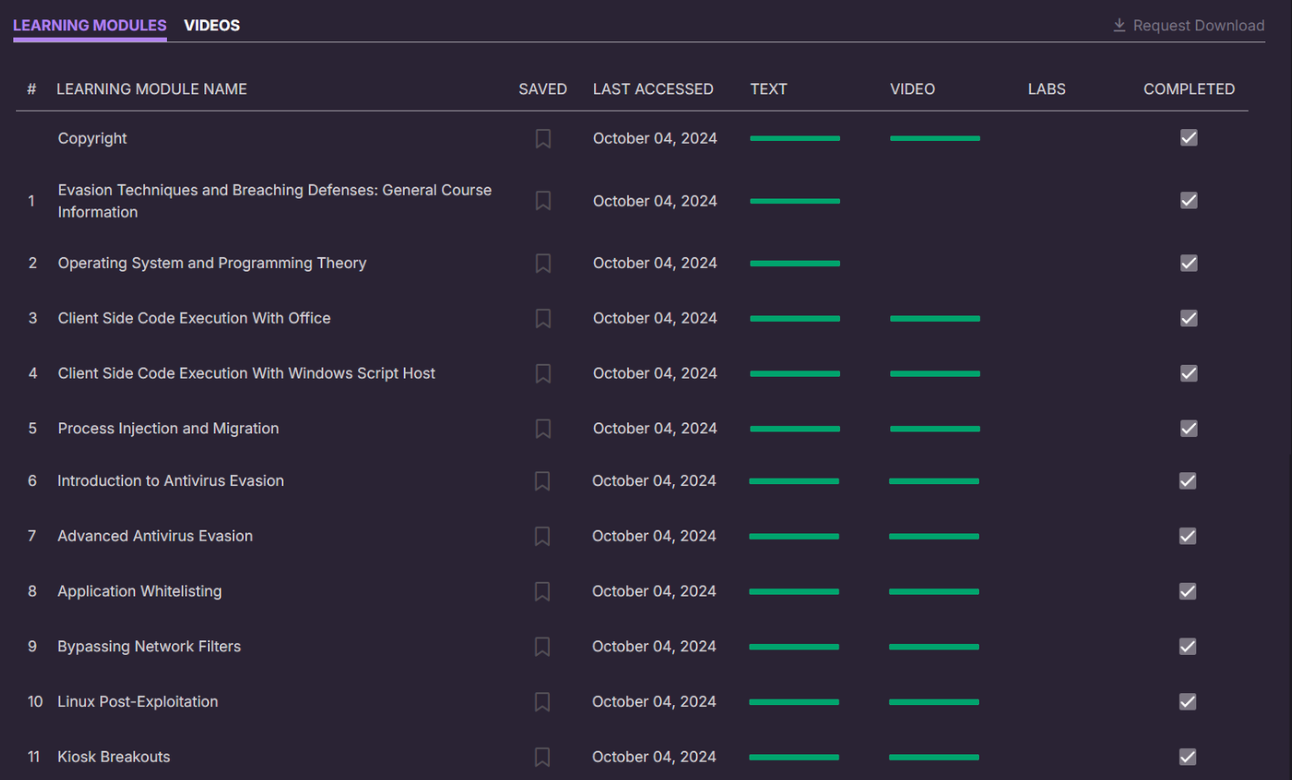 LEARNING MODULES VIDEOS Request Download
# LEARNING MODULE NAME SAVED LAST ACCESSED TEXT VIDEO LABS COMPLETED
Copyright October 04, 2024
1 Evasion Techniques and Breaching Defenses: General Course
Information October 04, 2024
2 Operating System and Programming Theory October 04, 2024
3 Client Side Code Execution With Office October 04, 2024
4 Client Side Code Execution With Windows Script Host October 04, 2024
5 Process Injection and Migration October 04, 2024
6 Introduction to Antivirus Evasion October 04, 2024
7 Advanced Antivirus Evasion October 04, 2024
8 Application Whitelisting October 04, 2024
9 Bypassing Network Filters October 04, 2024
10 Linux Post-Exploitation October 04, 2024
11 Kiosk Breakouts October 04, 2024